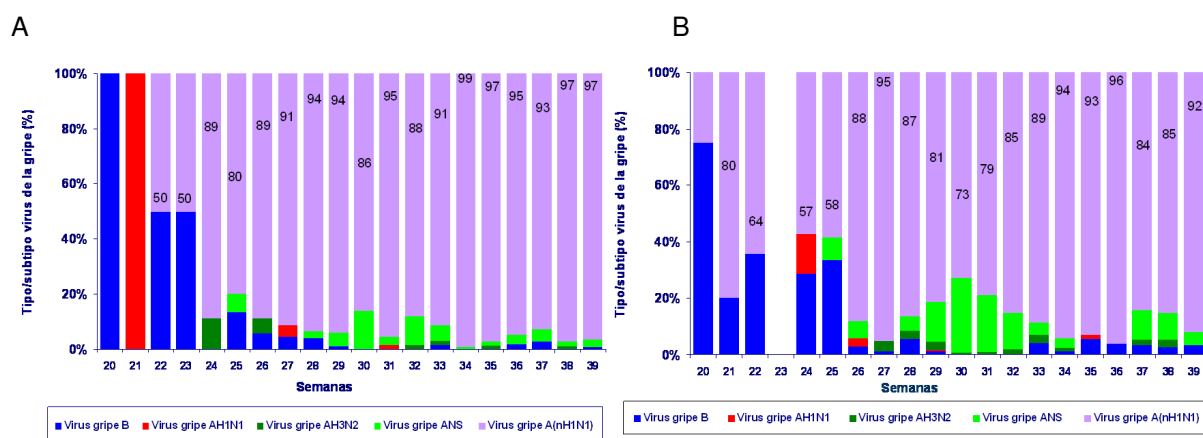 A
B
Tipo/subtipo virus de la gripe (%)
100%
80%
60%
40%
20%
0%
50 50 89 80 89 91 94 94 86 95 88 91 99 97 95 93 97 97
20 21 22 23 24 25 26 27 28 29 30 31 32 33 34 35 36 37 38 39
Semanas
Virus gripe B Virus gripe AH1N1 Virus gripe AH3N2 Virus gripe ANS Virus gripe A(nH1N1)
Tipo/subtipo virus de la gripe (%)
100%
80%
60%
40%
20%
0%
80 64 57 58 88 95 87 81 73 79 85 89 94 93 96 84 85 92
20 21 22 23 24 25 26 27 28 29 30 31 32 33 34 35 36 37 38 39
Semanas
Virus gripe B Virus gripe AH1N1 Virus gripe AH3N2 Virus gripe ANS Virus gripe A(nH1N1)